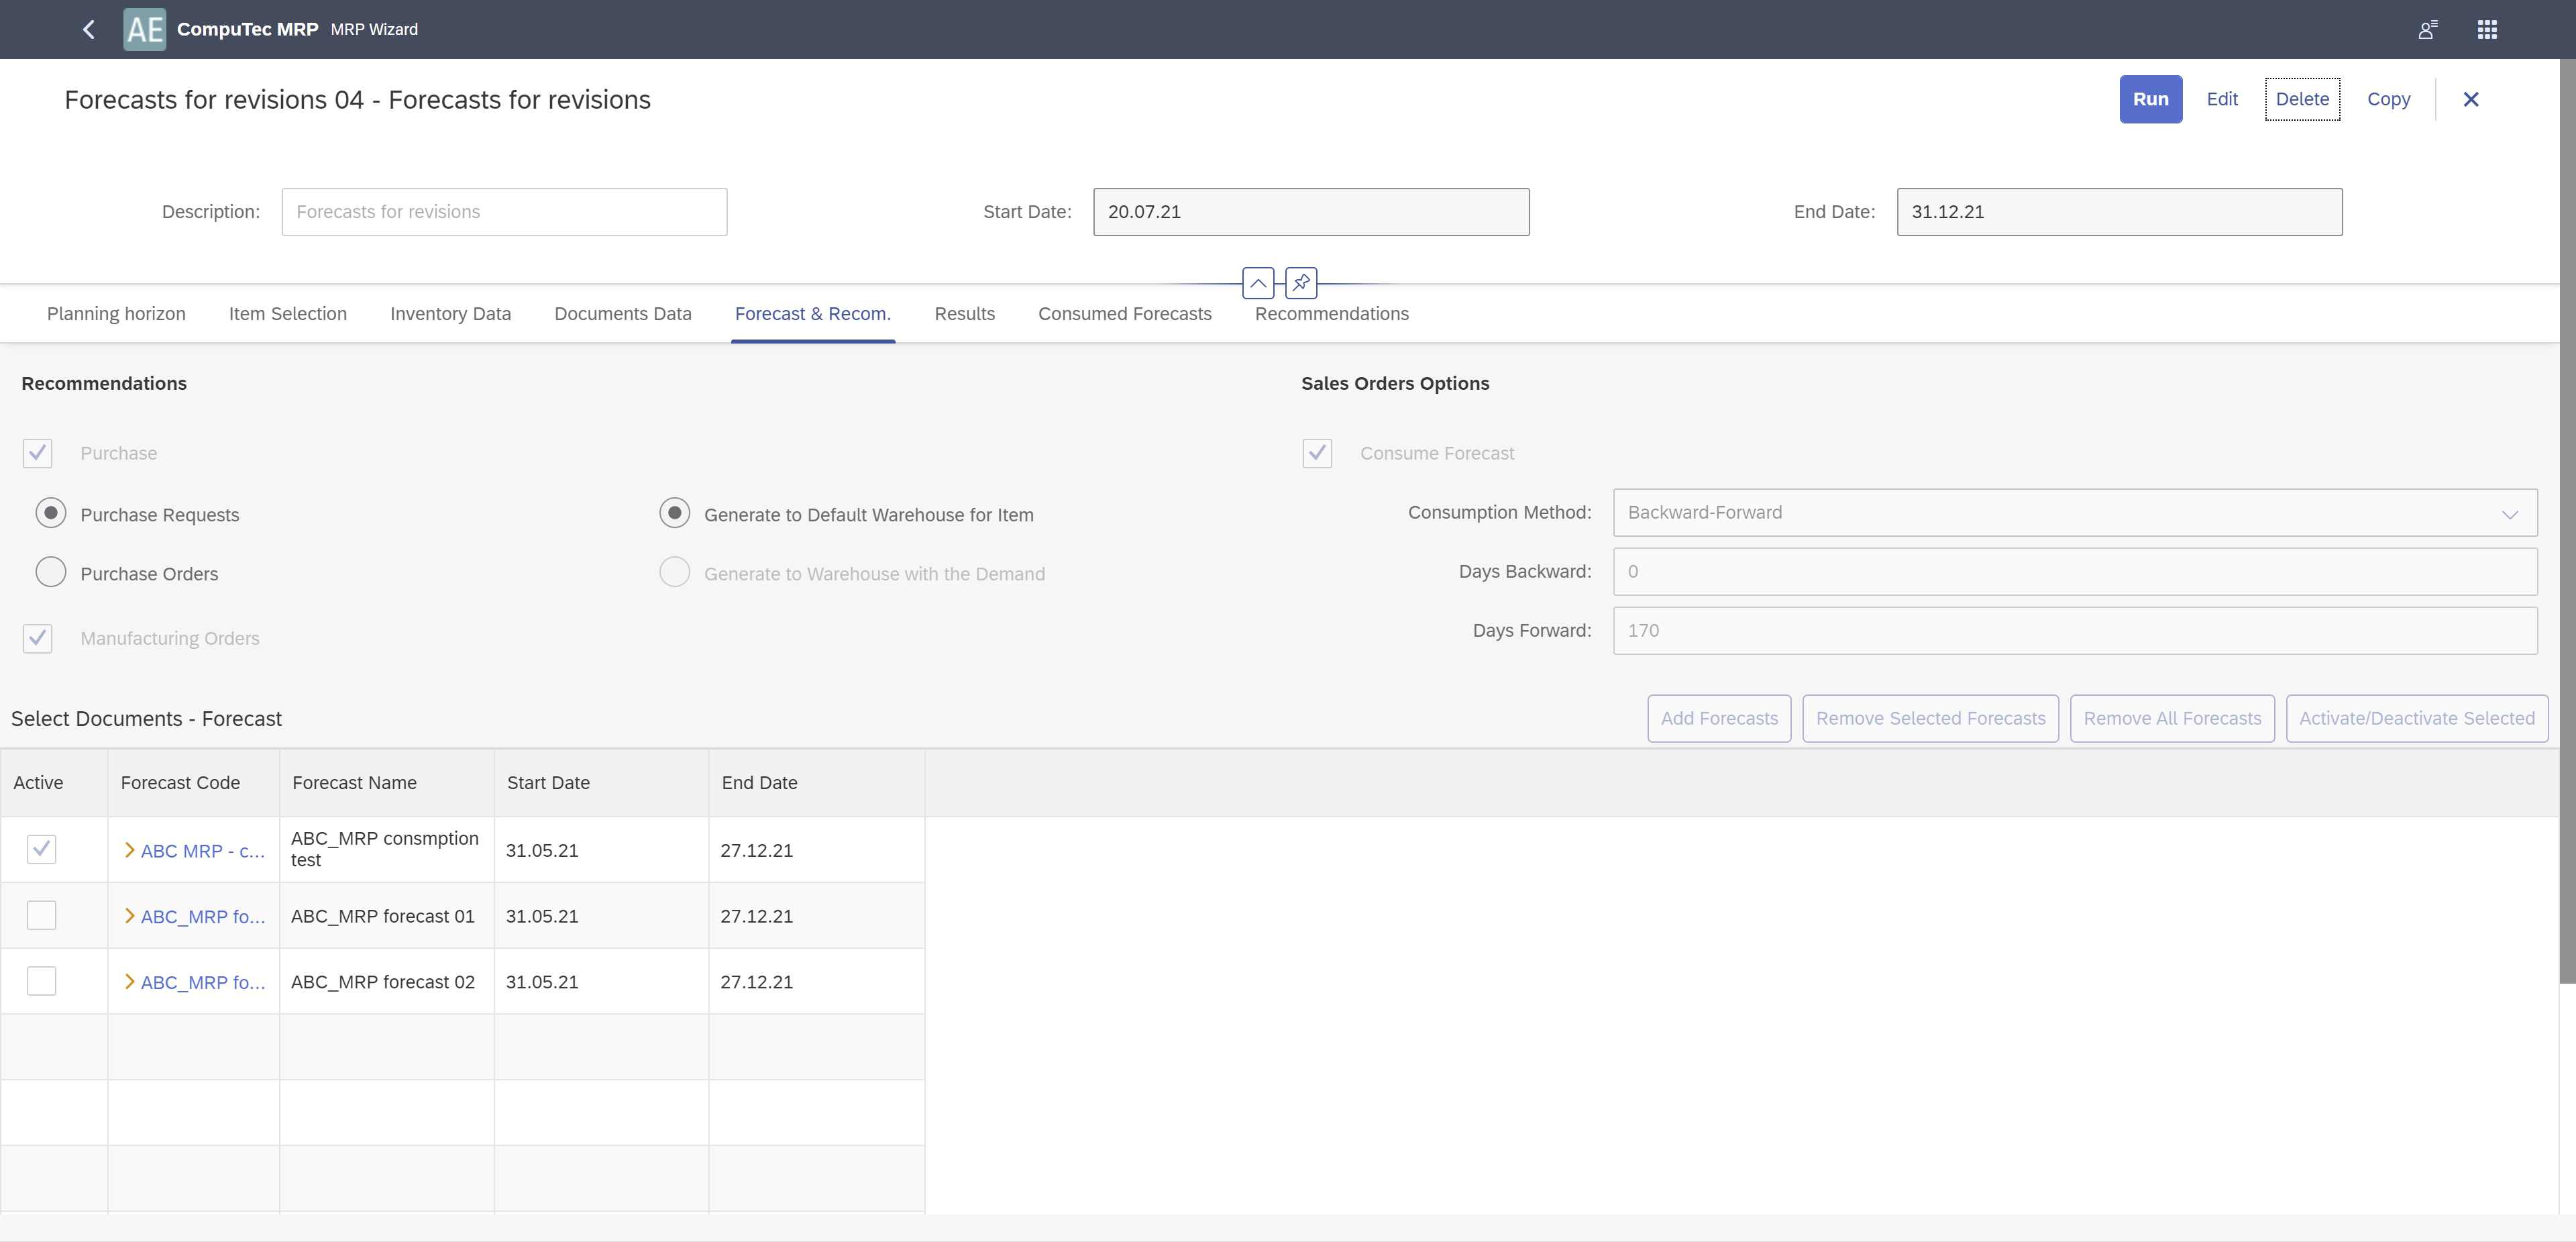 AE CompuTec MRP MRP Wizard
Forecasts for revisions 04 - Forecasts for revisions
Run Edit Delete Copy
Description: Forecasts for revisions Start Date: 20.07.21 End Date: 31.12.21
Planning horizon Item Selection Inventory Data Documents Data Forecast & Recom. Results Consumed Forecasts Recommendations
Recommendations
Purchase
Purchase Requests Generate to Default Warehouse for Item
Purchase Orders Generate to Warehouse with the Demand
Manufacturing Orders
Sales Orders Options
Consume Forecast
Consumption Method: Backward-Forward
Days Backward: 0
Days Forward: 170
Select Documents - Forecast Add Forecasts Remove Selected Forecasts Remove All Forecasts Activate/Deactivate Selected
Active Forecast Code Forecast Name Start Date End Date
ABC MRP - c... ABC_MRP consmption test 31.05.21 27.12.21
ABC_MRP fo... ABC_MRP forecast 01 31.05.21 27.12.21
ABC_MRP fo... ABC_MRP forecast 02 31.05.21 27.12.21